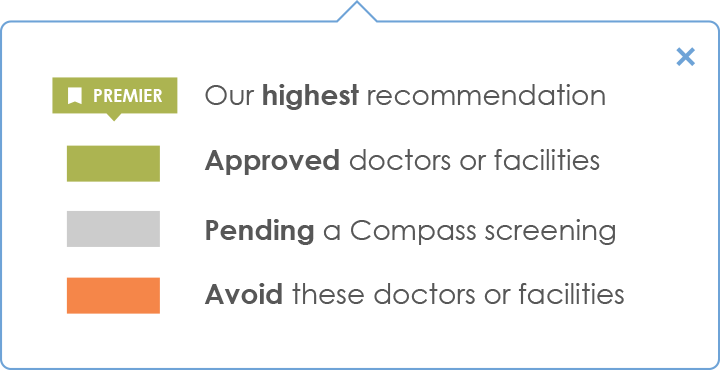 PREMIER Our highest recommendation
Approved doctors or facilities
Pending a Compass screening
Avoid these doctors or facilities